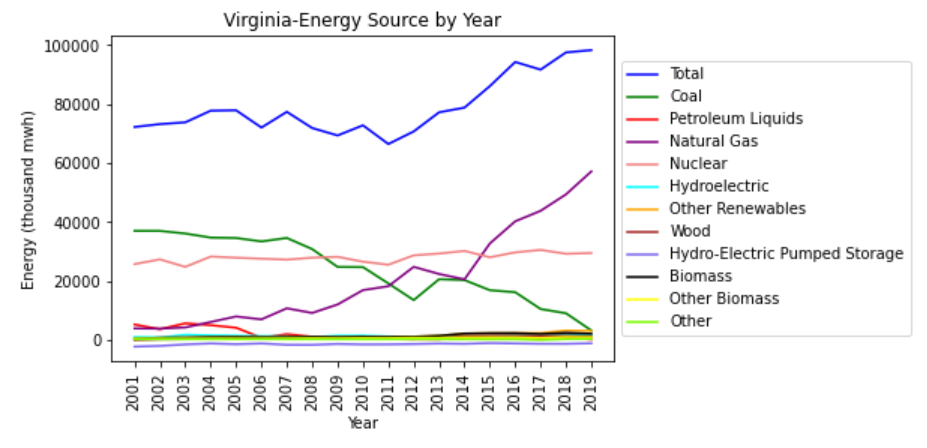 Virginia-Energy Source by Year
Energy (thousand mwh)
100000
80000
60000
40000
20000
0
2001
2002
2003
2004
2005
2006
2007
2008
2009
2010
2011
2012
2013
2014
2015
2016
2017
2018
2019
Year
Total
Coal
Petroleum Liquids
Natural Gas
Nuclear
Hydroelectric
Other Renewables
Wood
Hydro-Electric Pumped Storage
Biomass
Other Biomass
Other